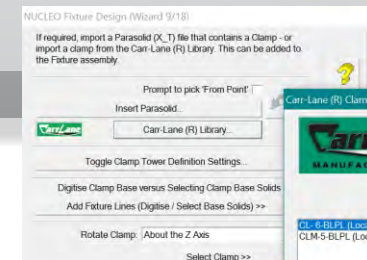 NUCLEO Fixture Design (Wizard 9/18)
If required, import a Parasolid (X_T) file that contains a Clamp - or
import a clamp from the Carr-Lane (R) Library. This can be added to
the Fixture assembly.
Prompt to pick 'From Point'
Insert Parasolid...
Carr-Lane (R) Clam
CarrLane
Carr-Lane (R) Library...
Carr
MANUFAC
Toggle Clamp Tower Definition Settings...
Digitise Clamp Base versus Selecting Clamp Base Solids
Add Fixture Lines (Digitise / Select Base Solids) >>
CL- 6-BLPL (Loca
CLM-5-BLPL (Loc
Rotate Clamp: About the Z Axis
Select Clamp >>